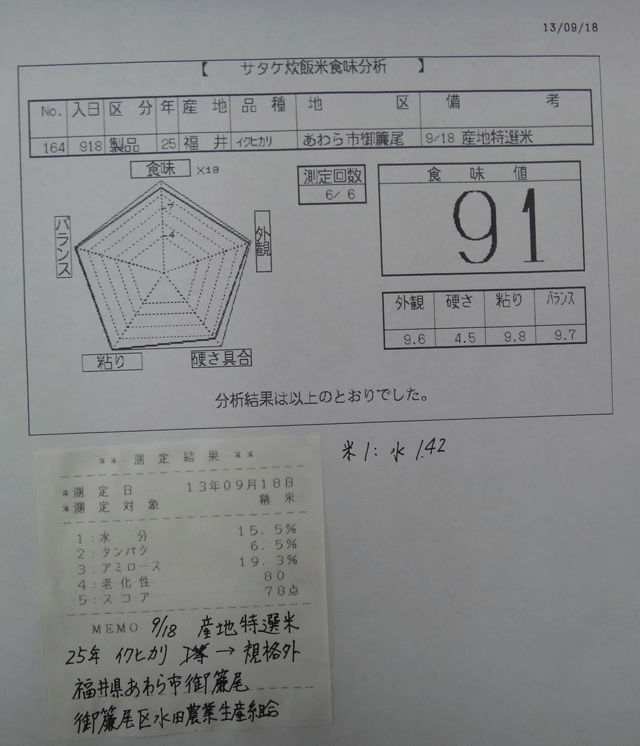 13/09/18
【 サタケ炊飯米食味分析 】
No. 入日 区分 年 産地 品種 地区 備考
164 918 製品 25 福井 イクヒカリ あわら市御簾尾 9/18 産地特選米
食味 ×10
外観
硬さ具合
粘り
バランス
測定回数
6/ 6
食味値
91
外観 硬さ 粘り バランス
9.6 4.5 9.8 9.7
分析結果は以上のとおりでした。
米1:水1.42
** 測定結果 **
*測定日 13年09月18日
*測定対象 精米
1:水分 15.5%
2:タンパク 6.5%
3:アミロース 19.3%
4:老化性 80
5:スコア 78点
MEMO 9/18 産地特選米
25年 イクヒカリ → 規格外
福井県あわら市御簾尾
御簾尾区水田農業生産組合